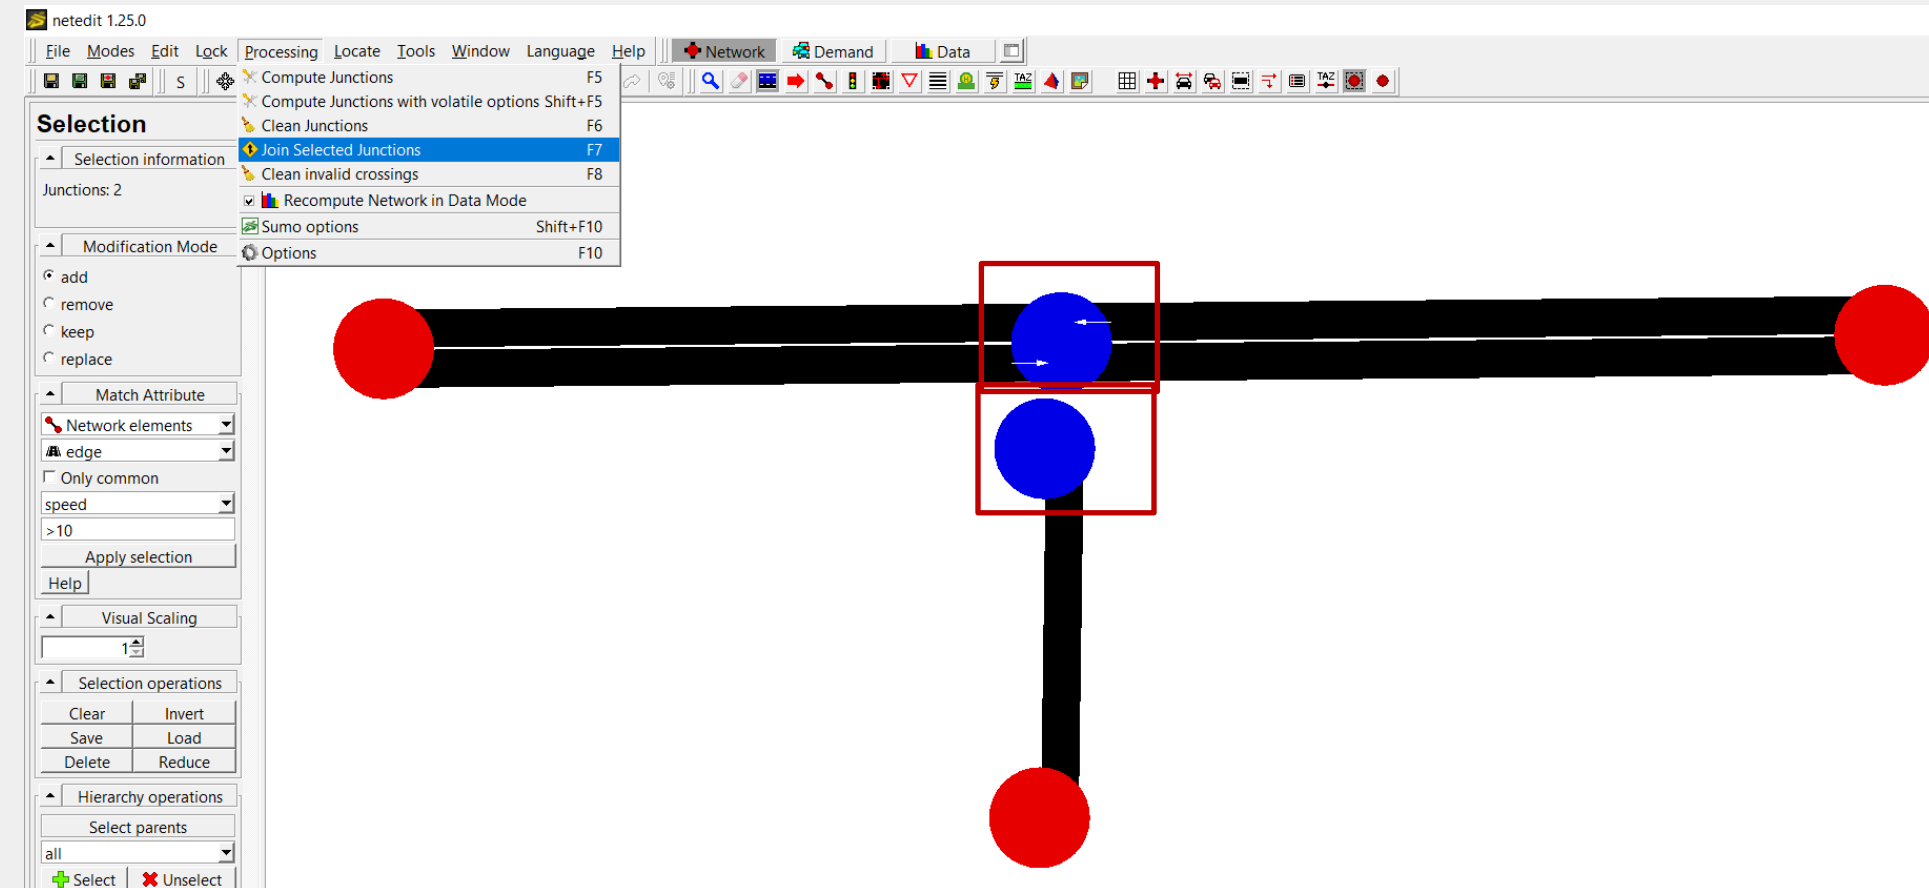 netedit 1.25.0
File Modes Edit Lock Processing Locate Tools Window Language Help Network Demand Data
S TAZ TAZ
Compute Junctions F5
Compute Junctions with volatile options Shift+F5
Clean Junctions F6
Join Selected Junctions F7
Clean invalid crossings F8
Recompute Network in Data Mode
Sumo options Shift+F10
Options F10
Selection
Selection information
Junctions: 2
Modification Mode
add
remove
keep
replace
Match Attribute
Network elements
edge
Only common
speed
>10
Apply selection
Help
Visual Scaling
1
Selection operations
Clear Invert
Save Load
Delete Reduce
Hierarchy operations
Select parents
all
Select Unselect